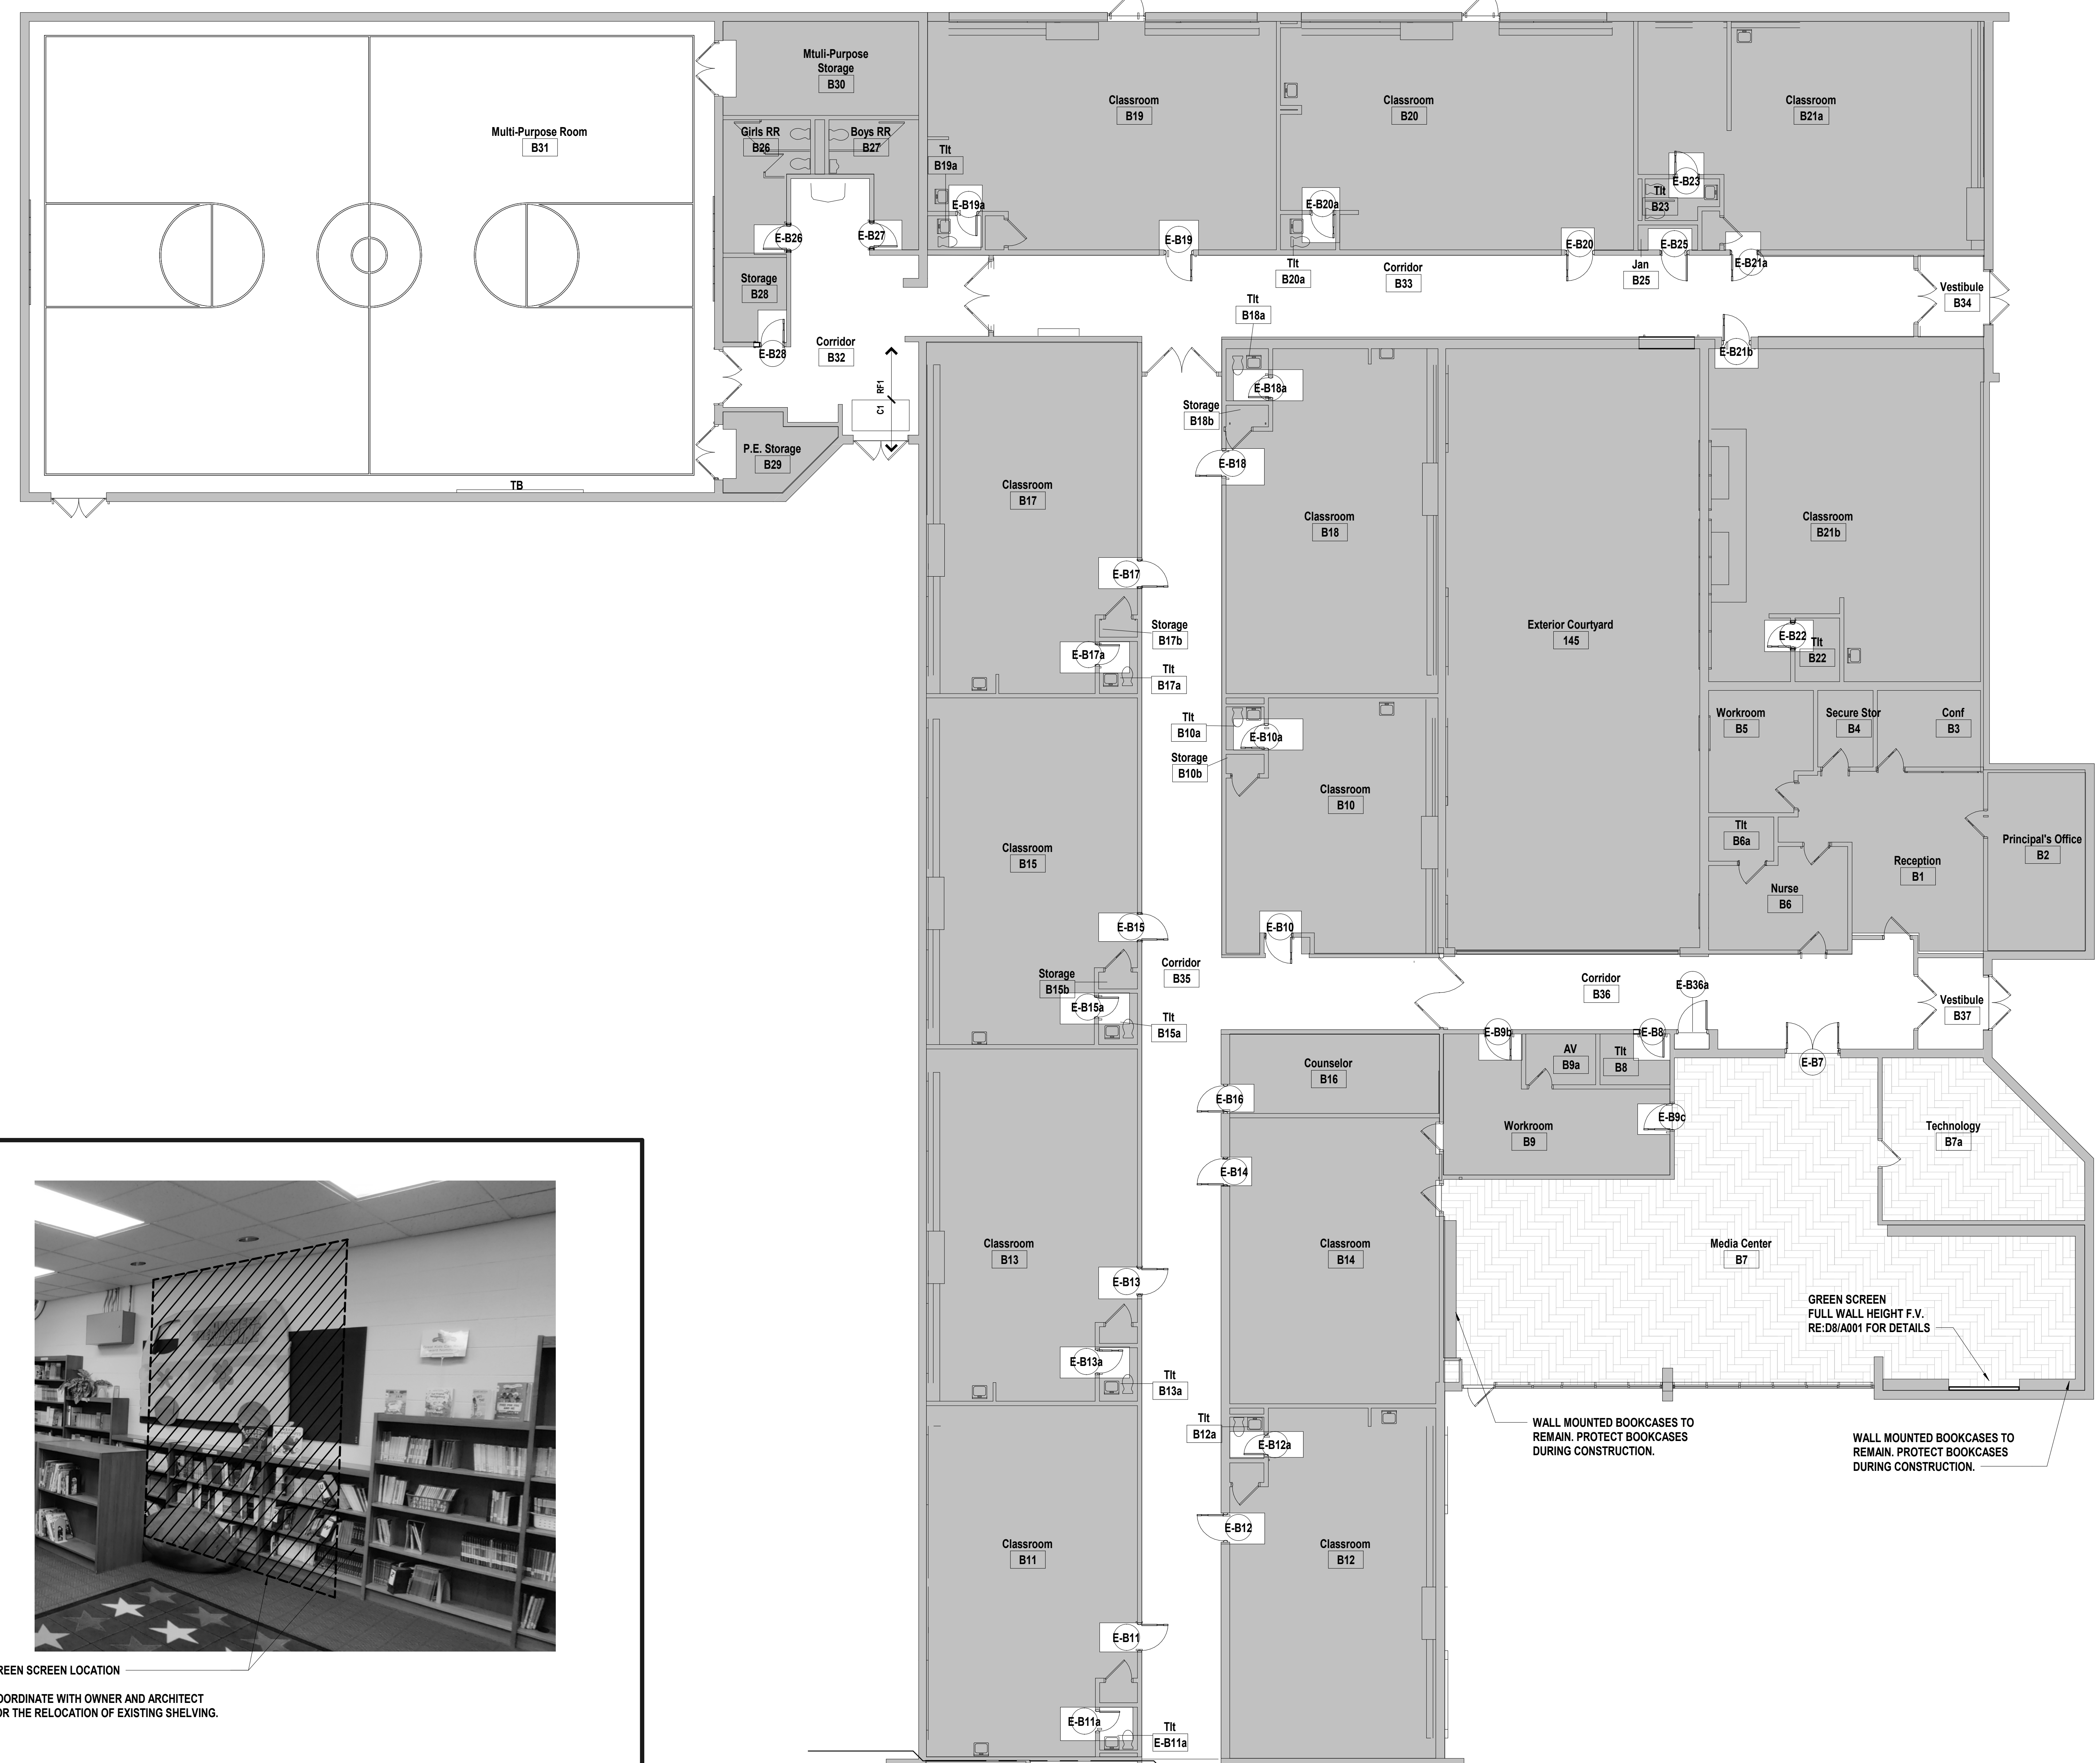 Mtuli-Purpose
Storage
B30
Classroom
B19
Classroom
B20
Classroom
B21a
Multi-Purpose Room
B31
Girls RR
B26
Boys RR
B27
Tlt
B19a
E-B19a
E-B20a
E-B23
Tlt
B23
E-B26
E-B27
E-B19
E-B20
E-B25
E-B21a
Storage
B28
Tlt
B20a
Corridor
B33
Jan
B25
Vestibule
B34
Tlt
B18a
E-B28
Corridor
B32
E-B21b
RF1
C1
E-B18a
Storage
B18b
P.E. Storage
B29
E-B18
TB
Classroom
B17
Classroom
B18
Classroom
B21b
E-B17
Storage
B17b
Exterior Courtyard
145
E-B22
Tlt
B22
E-B17a
Tlt
B17a
Workroom
B5
Secure Stor
B4
Conf
B3
Tlt
B10a
E-B10a
Storage
B10b
Classroom
B10
Classroom
B15
Tlt
B6a
Principal's Office
B2
Reception
B1
Nurse
B6
E-B15
E-B10
Corridor
B35
Storage
B15b
Corridor
B36
E-B36a
Vestibule
B37
E-B15a
Tlt
B15a
E-B9b
E-B8
AV
B9a
Tlt
B8
E-B7
Counselor
B16
E-B16
E-B9c
Workroom
B9
Technology
B7a
E-B14
Classroom
B13
Classroom
B14
Media Center
B7
E-B13
GREEN SCREEN
FULL WALL HEIGHT F.V.
RE:D8/A001 FOR DETAILS
E-B13a
Tlt
B13a
Tlt
B12a
E-B12a
WALL MOUNTED BOOKCASES TO
REMAIN. PROTECT BOOKCASES
DURING CONSTRUCTION.
WALL MOUNTED BOOKCASES TO
REMAIN. PROTECT BOOKCASES
DURING CONSTRUCTION.
E-B12
Classroom
B11
Classroom
B12
E-B11
E-B11a
Tlt
E-B11a
REEN SCREEN LOCATION
OORDINATE WITH OWNER AND ARCHITECT
OR THE RELOCATION OF EXISTING SHELVING.